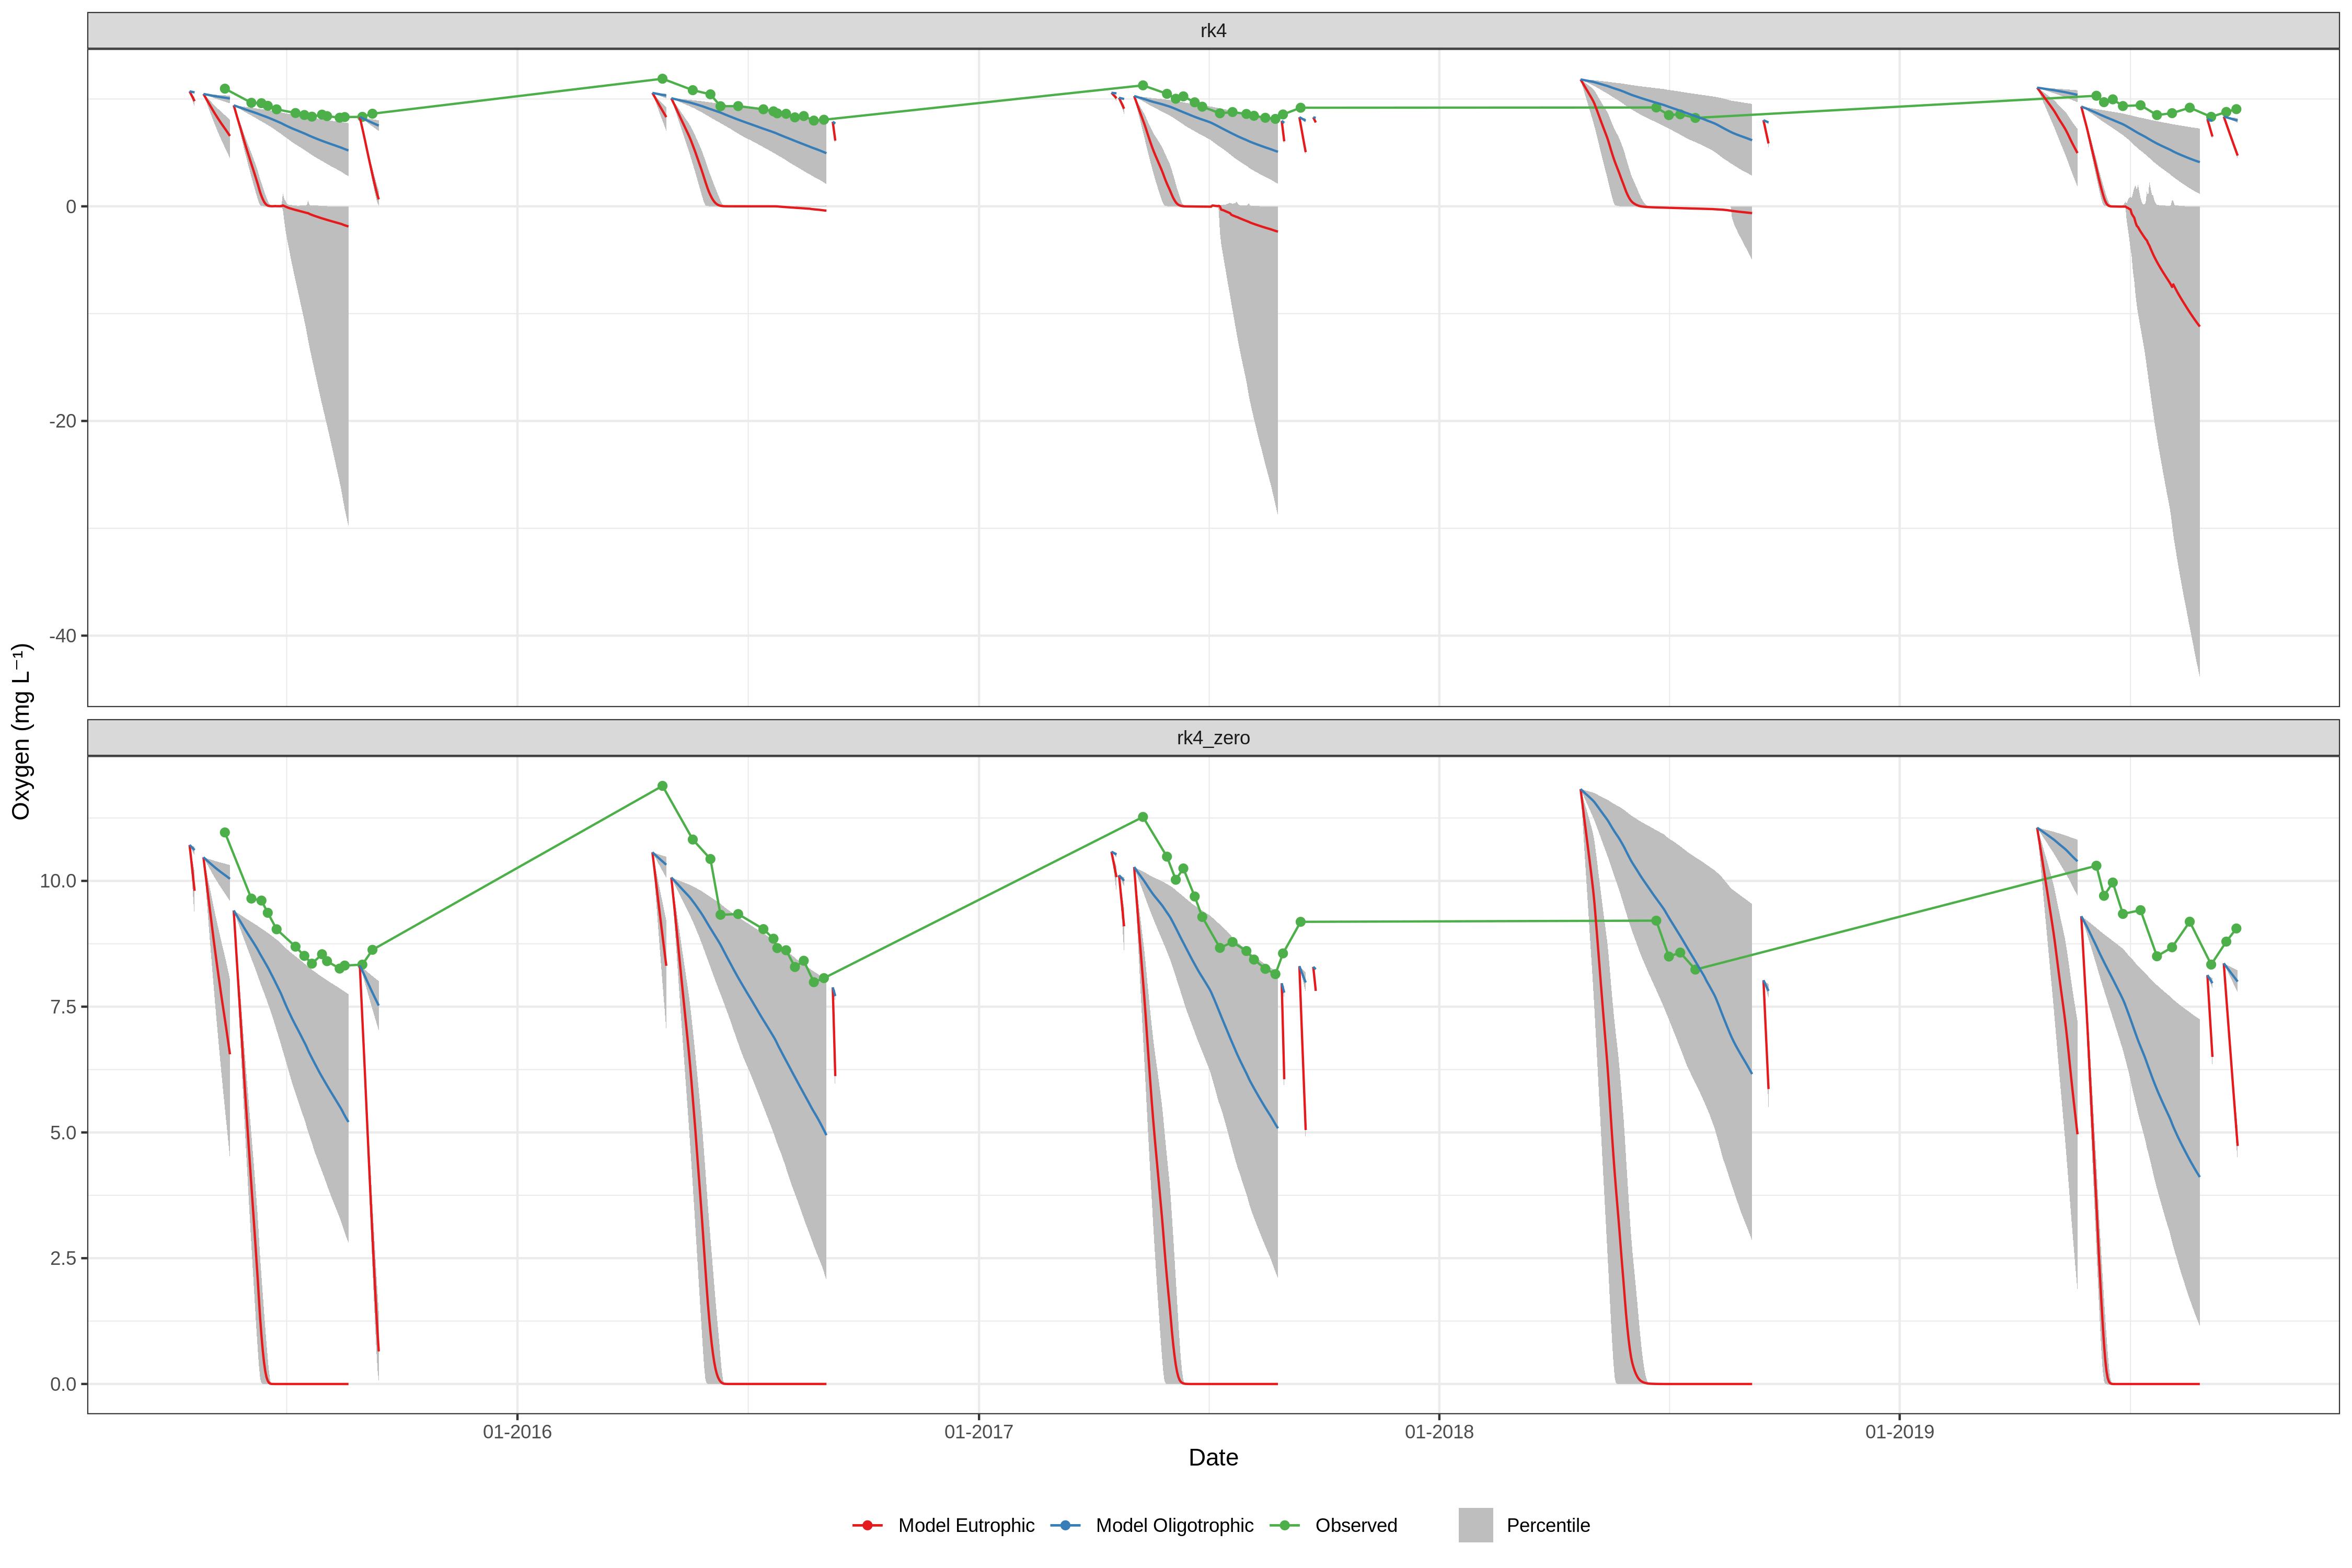 rk4
0
-20
-40
rk4_zero
10.0
7.5
5.0
2.5
0.0
Oxygen (mg L⁻¹)
01-2016
01-2017
01-2018
01-2019
Date
Model Eutrophic
Model Oligotrophic
Observed
Percentile